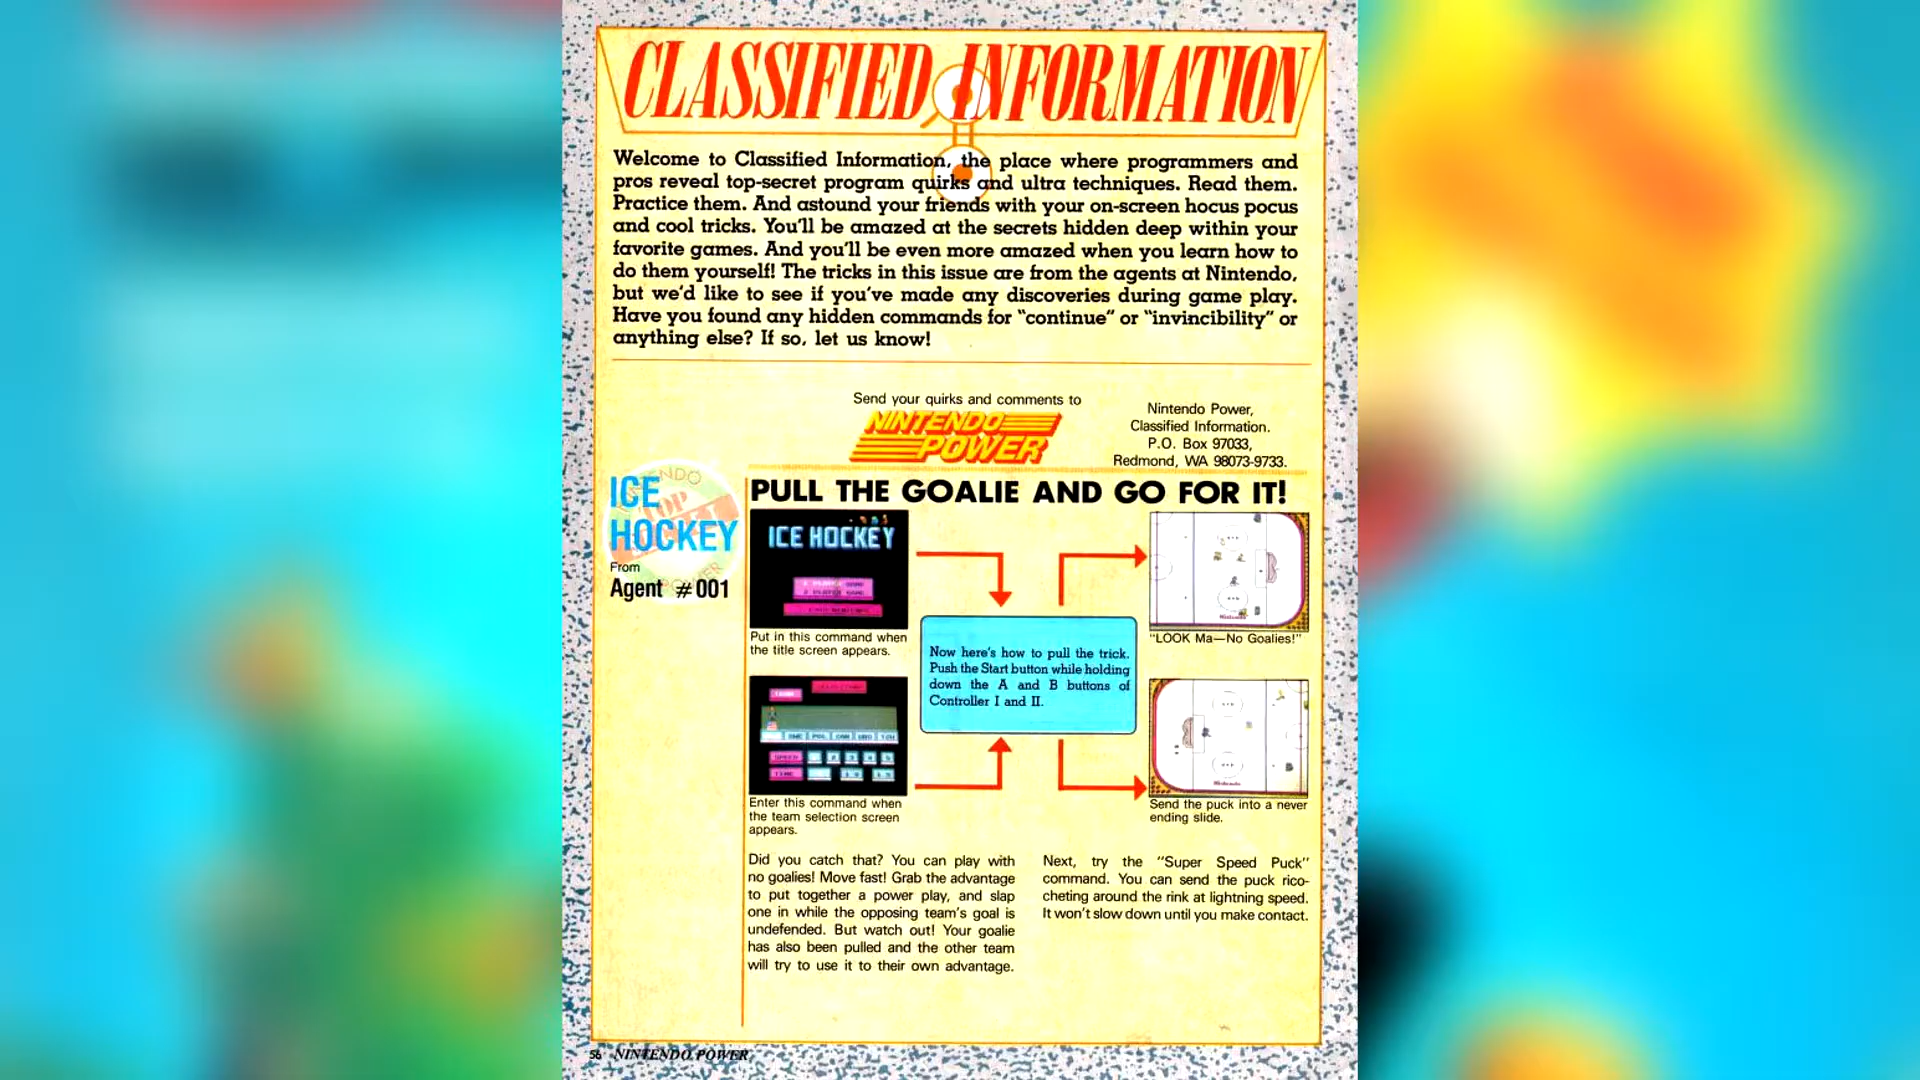 CLASSIFIED INFORMATION
Welcome to Classified Information, the place where programmers and
pros reveal top-secret program quirks and ultra techniques. Read them.
Practice them. And astound your friends with your on-screen hocus pocus
and cool tricks. You'll be amazed at the secrets hidden deep within your
favorite games. And you'll be even more amazed when you learn how to
do them yourself! The tricks in this issue are from the agents at Nintendo,
but we'd like to see if you've made any discoveries during game play.
Have you found any hidden commands for "continue" or "invincibility" or
anything else? If so, let us know!
Send your quirks and comments to
NINTENDO
POWER
Nintendo Power,
Classified Information.
P.O. Box 97033,
Redmond, WA 98073-9733.
ICE
HOCKEY
From
Agent #001
PULL THE GOALIE AND GO FOR IT!
ICE HOCKEY
Put in this command when
the title screen appears.
Now here's how to pull the trick.
Push the Start button while holding
down the A and B buttons of
Controller I and II.
"LOOK Ma—No Goalies!"
Enter this command when
the team selection screen
appears.
Send the puck into a never
ending slide.
Did you catch that? You can play with
no goalies! Move fast! Grab the advantage
to put together a power play, and slap
one in while the opposing team's goal is
undefended. But watch out! Your goalie
has also been pulled and the other team
will try to use it to their own advantage.
Next, try the "Super Speed Puck"
command. You can send the puck rico-
cheting around the rink at lightning speed.
It won't slow down until you make contact.
56 NINTENDO POWER